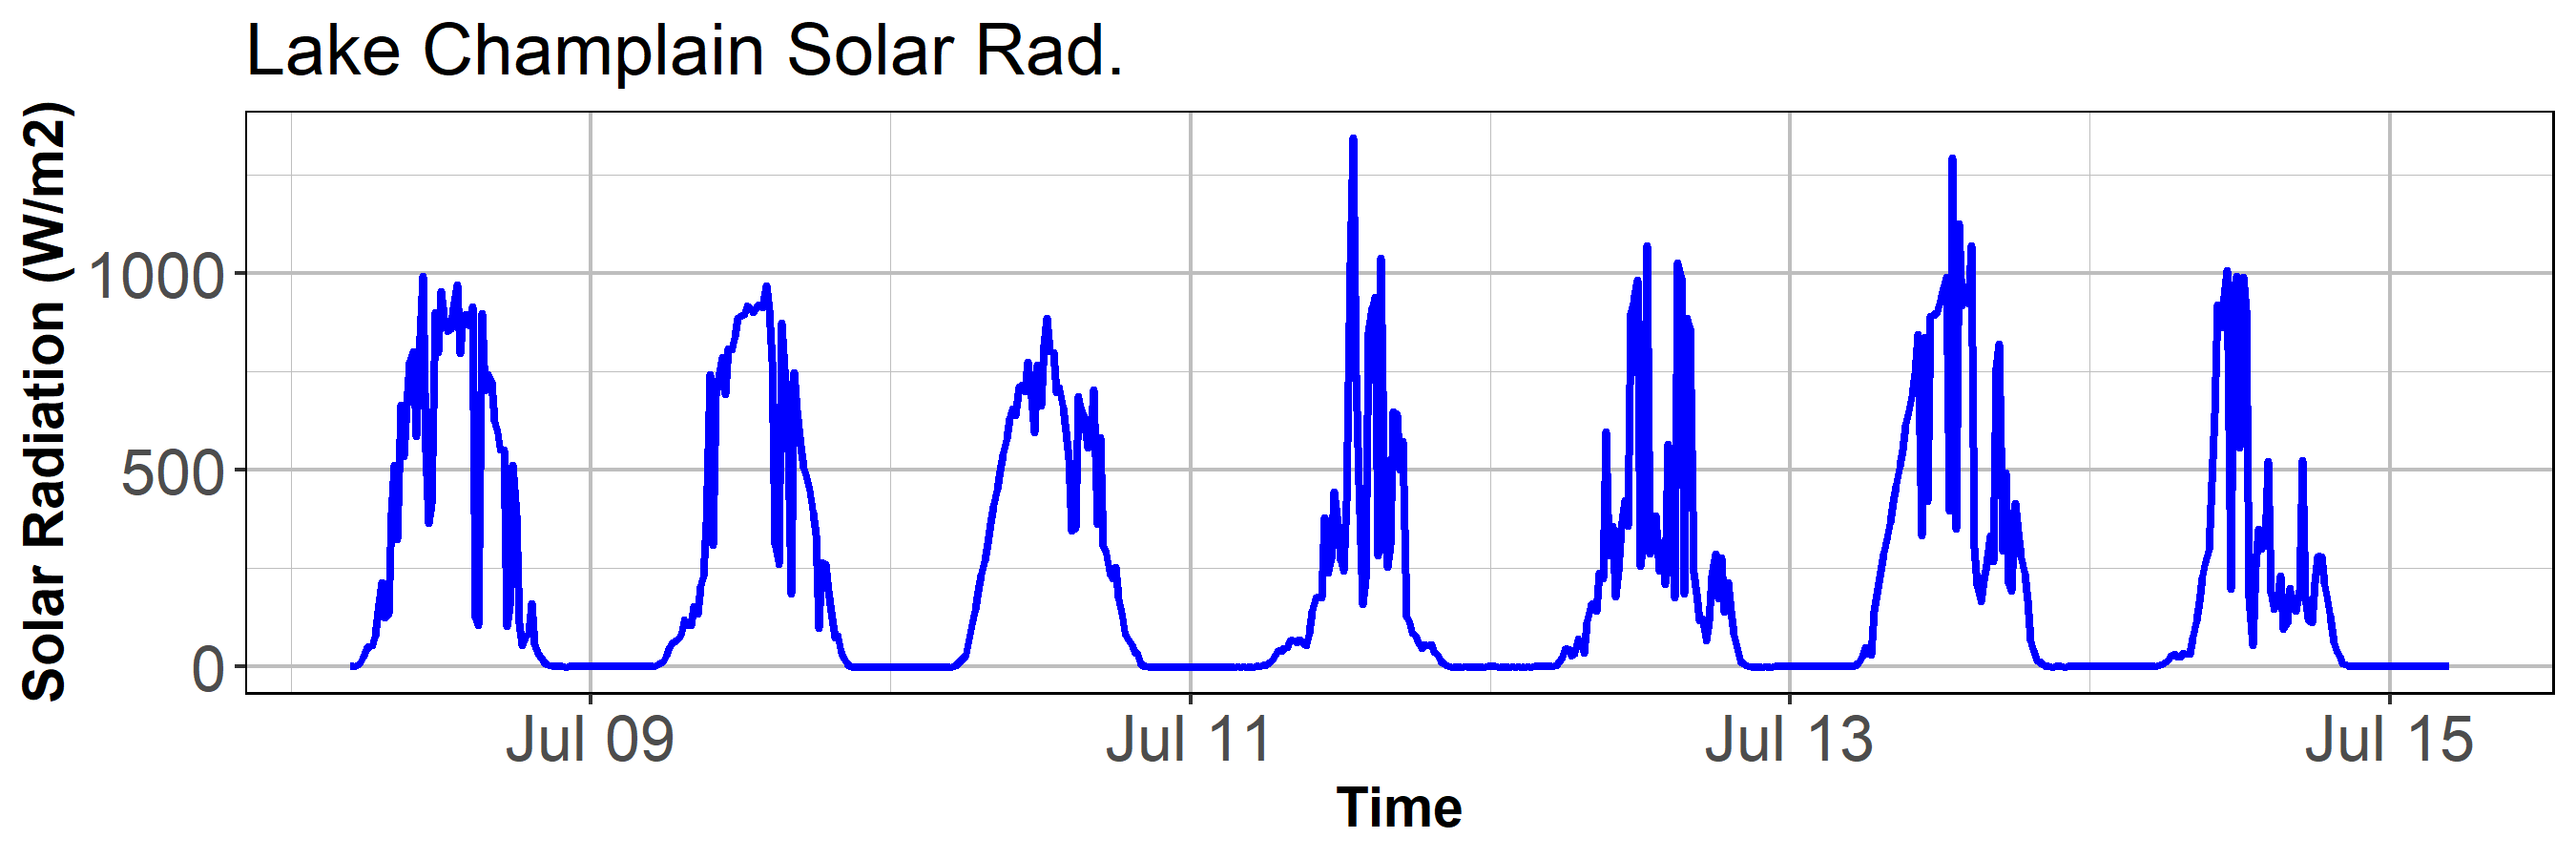 Lake Champlain Solar Rad.
Solar Radiation (W/m2)
1000
500
0
Jul 09 Jul 11 Jul 13 Jul 15
Time